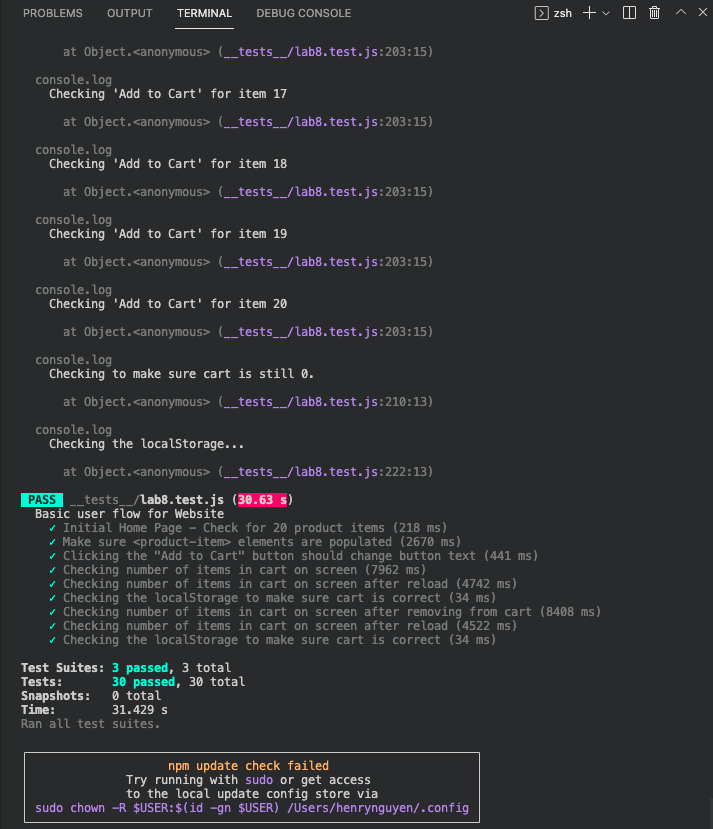 PROBLEMS OUTPUT TERMINAL DEBUG CONSOLE zsh
at Object.<anonymous> (__tests__/lab8.test.js:203:15)
console.log
Checking 'Add to Cart' for item 17
at Object.<anonymous> (__tests__/lab8.test.js:203:15)
console.log
Checking 'Add to Cart' for item 18
at Object.<anonymous> (__tests__/lab8.test.js:203:15)
console.log
Checking 'Add to Cart' for item 19
at Object.<anonymous> (__tests__/lab8.test.js:203:15)
console.log
Checking 'Add to Cart' for item 20
at Object.<anonymous> (__tests__/lab8.test.js:203:15)
console.log
Checking to make sure cart is still 0.
at Object.<anonymous> (__tests__/lab8.test.js:210:13)
console.log
Checking the localStorage...
at Object.<anonymous> (__tests__/lab8.test.js:222:13)
PASS __tests__/lab8.test.js (30.63 s)
Basic user flow for Website
✓ Initial Home Page – Check for 20 product items (218 ms)
✓ Make sure <product-item> elements are populated (2670 ms)
✓ Clicking the "Add to Cart" button should change button text (441 ms)
✓ Checking number of items in cart on screen (7962 ms)
✓ Checking number of items in cart on screen after reload (4742 ms)
✓ Checking the localStorage to make sure cart is correct (34 ms)
✓ Checking number of items in cart on screen after removing from cart (8408 ms)
✓ Checking number of items in cart on screen after reload (4522 ms)
✓ Checking the localStorage to make sure cart is correct (34 ms)
Test Suites: 3 passed, 3 total
Tests: 30 passed, 30 total
Snapshots: 0 total
Time: 31.429 s
Ran all test suites.
npm update check failed
Try running with sudo or get access
to the local update config store via
sudo chown -R $USER:$(id -gn $USER) /Users/henrynguyen/.config